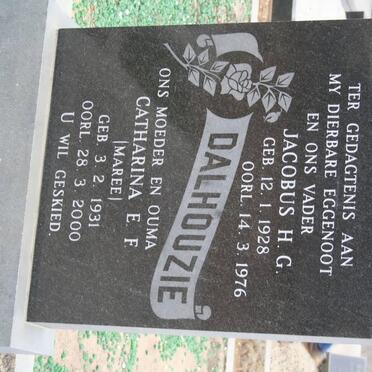 TER GEDAGTENIS AAN
MY DIERBARE EGGENOOT
EN ONS VADER
JACOBUS H. G.
GEB. 12. 1. 1928
OORL. 14. 3. 1976
DALHOUZIE
ONS MOEDER EN OUMA
CATHARINA E. F.
(MAREE)
GEB. 3. 2. 1931
OORL. 28. 3. 2000
U WIL GESKIED.